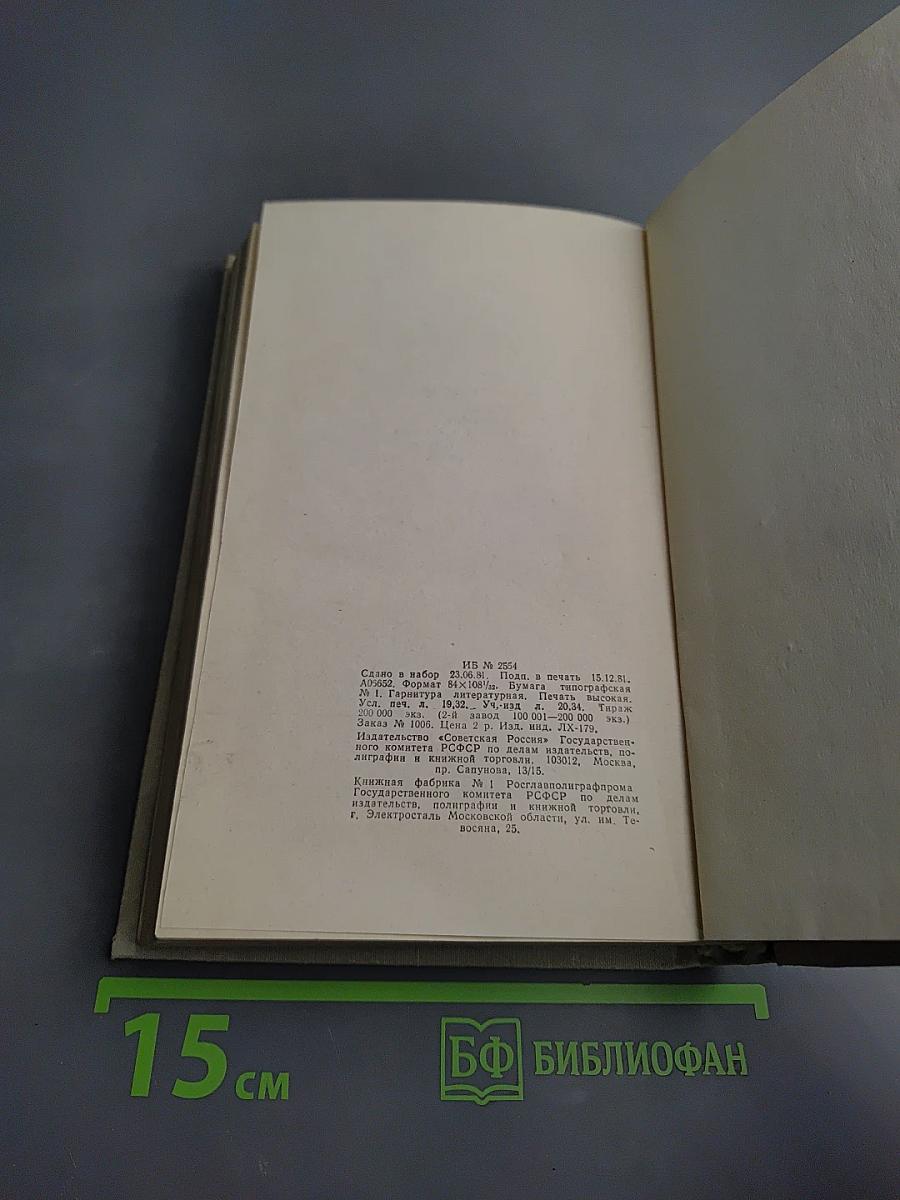 ИБ № 2554
Сдано в набор 23.06.81. Подп. в печать 15.12.81.
А05652. Формат 84×108¹/₃₂. Бумага типографская
№ 1. Гарнитура литературная. Печать высокая.
Усл. печ. л. 19,32. Уч.-изд л. 20,34. Тираж
200 000 экз. (2-й завод 100 001—200 000 экз.)
Заказ № 1006. Цена 2 р. Изд. инд. ЛХ-179.
Издательство «Советская Россия» Государствен-
ного комитета РСФСР по делам издательств, по-
лиграфии и книжной торговли. 103012, Москва,
пр. Сапунова, 13/15.
Книжная фабрика № 1 Росглавполиграфпрома
Государственного комитета РСФСР по делам
издательств, полиграфии и книжной торговли,
г. Электросталь Московской области, ул. им. Те-
восяна, 25.
15 см
БФ БИБЛИОФАН